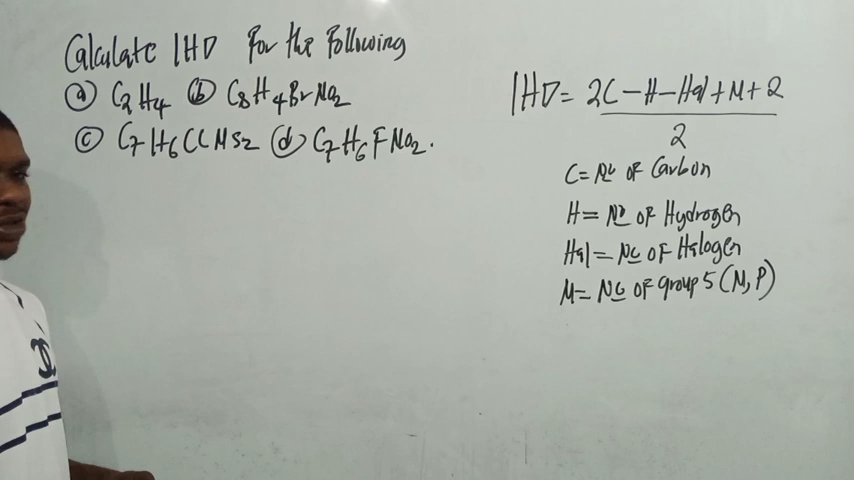 Calculate IHD For the Following
(a) C2H4 (b) C8H4BrNO2
(c) C7H6ClNS2 (d) C7H6FNO2.
IHD = 2C - H - Hal + N + 2
2
C = No of Carbon
H = No of Hydrogen
Hal = No of Halogen
N = No of group 5 (N, P)